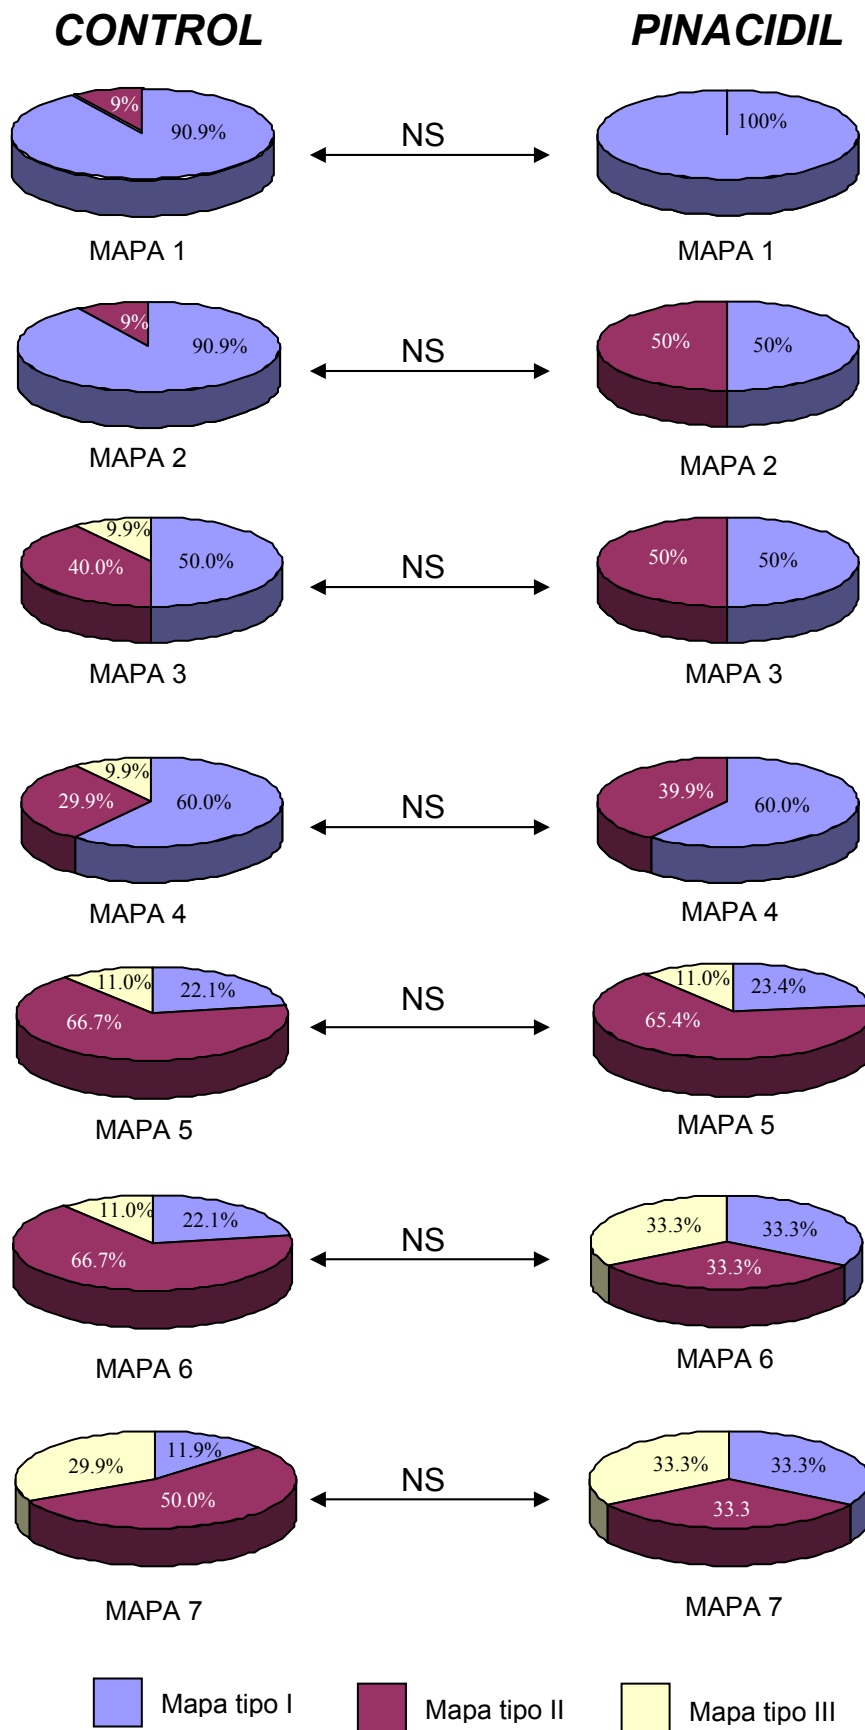 CONTROL PINACIDIL
9% 90.9% NS 100%
MAPA 1 MAPA 1
9% 90.9% NS 50% 50%
MAPA 2 MAPA 2
9.9% 40.0% 50.0% NS 50% 50%
MAPA 3 MAPA 3
9.9% 29.9% 60.0% NS 39.9% 60.0%
MAPA 4 MAPA 4
11.0% 22.1% 66.7% NS 11.0% 23.4% 65.4%
MAPA 5 MAPA 5
11.0% 22.1% 66.7% NS 33.3% 33.3% 33.3%
MAPA 6 MAPA 6
29.9% 11.9% 50.0% NS 33.3% 33.3% 33.3
MAPA 7 MAPA 7
Mapa tipo I Mapa tipo II Mapa tipo III